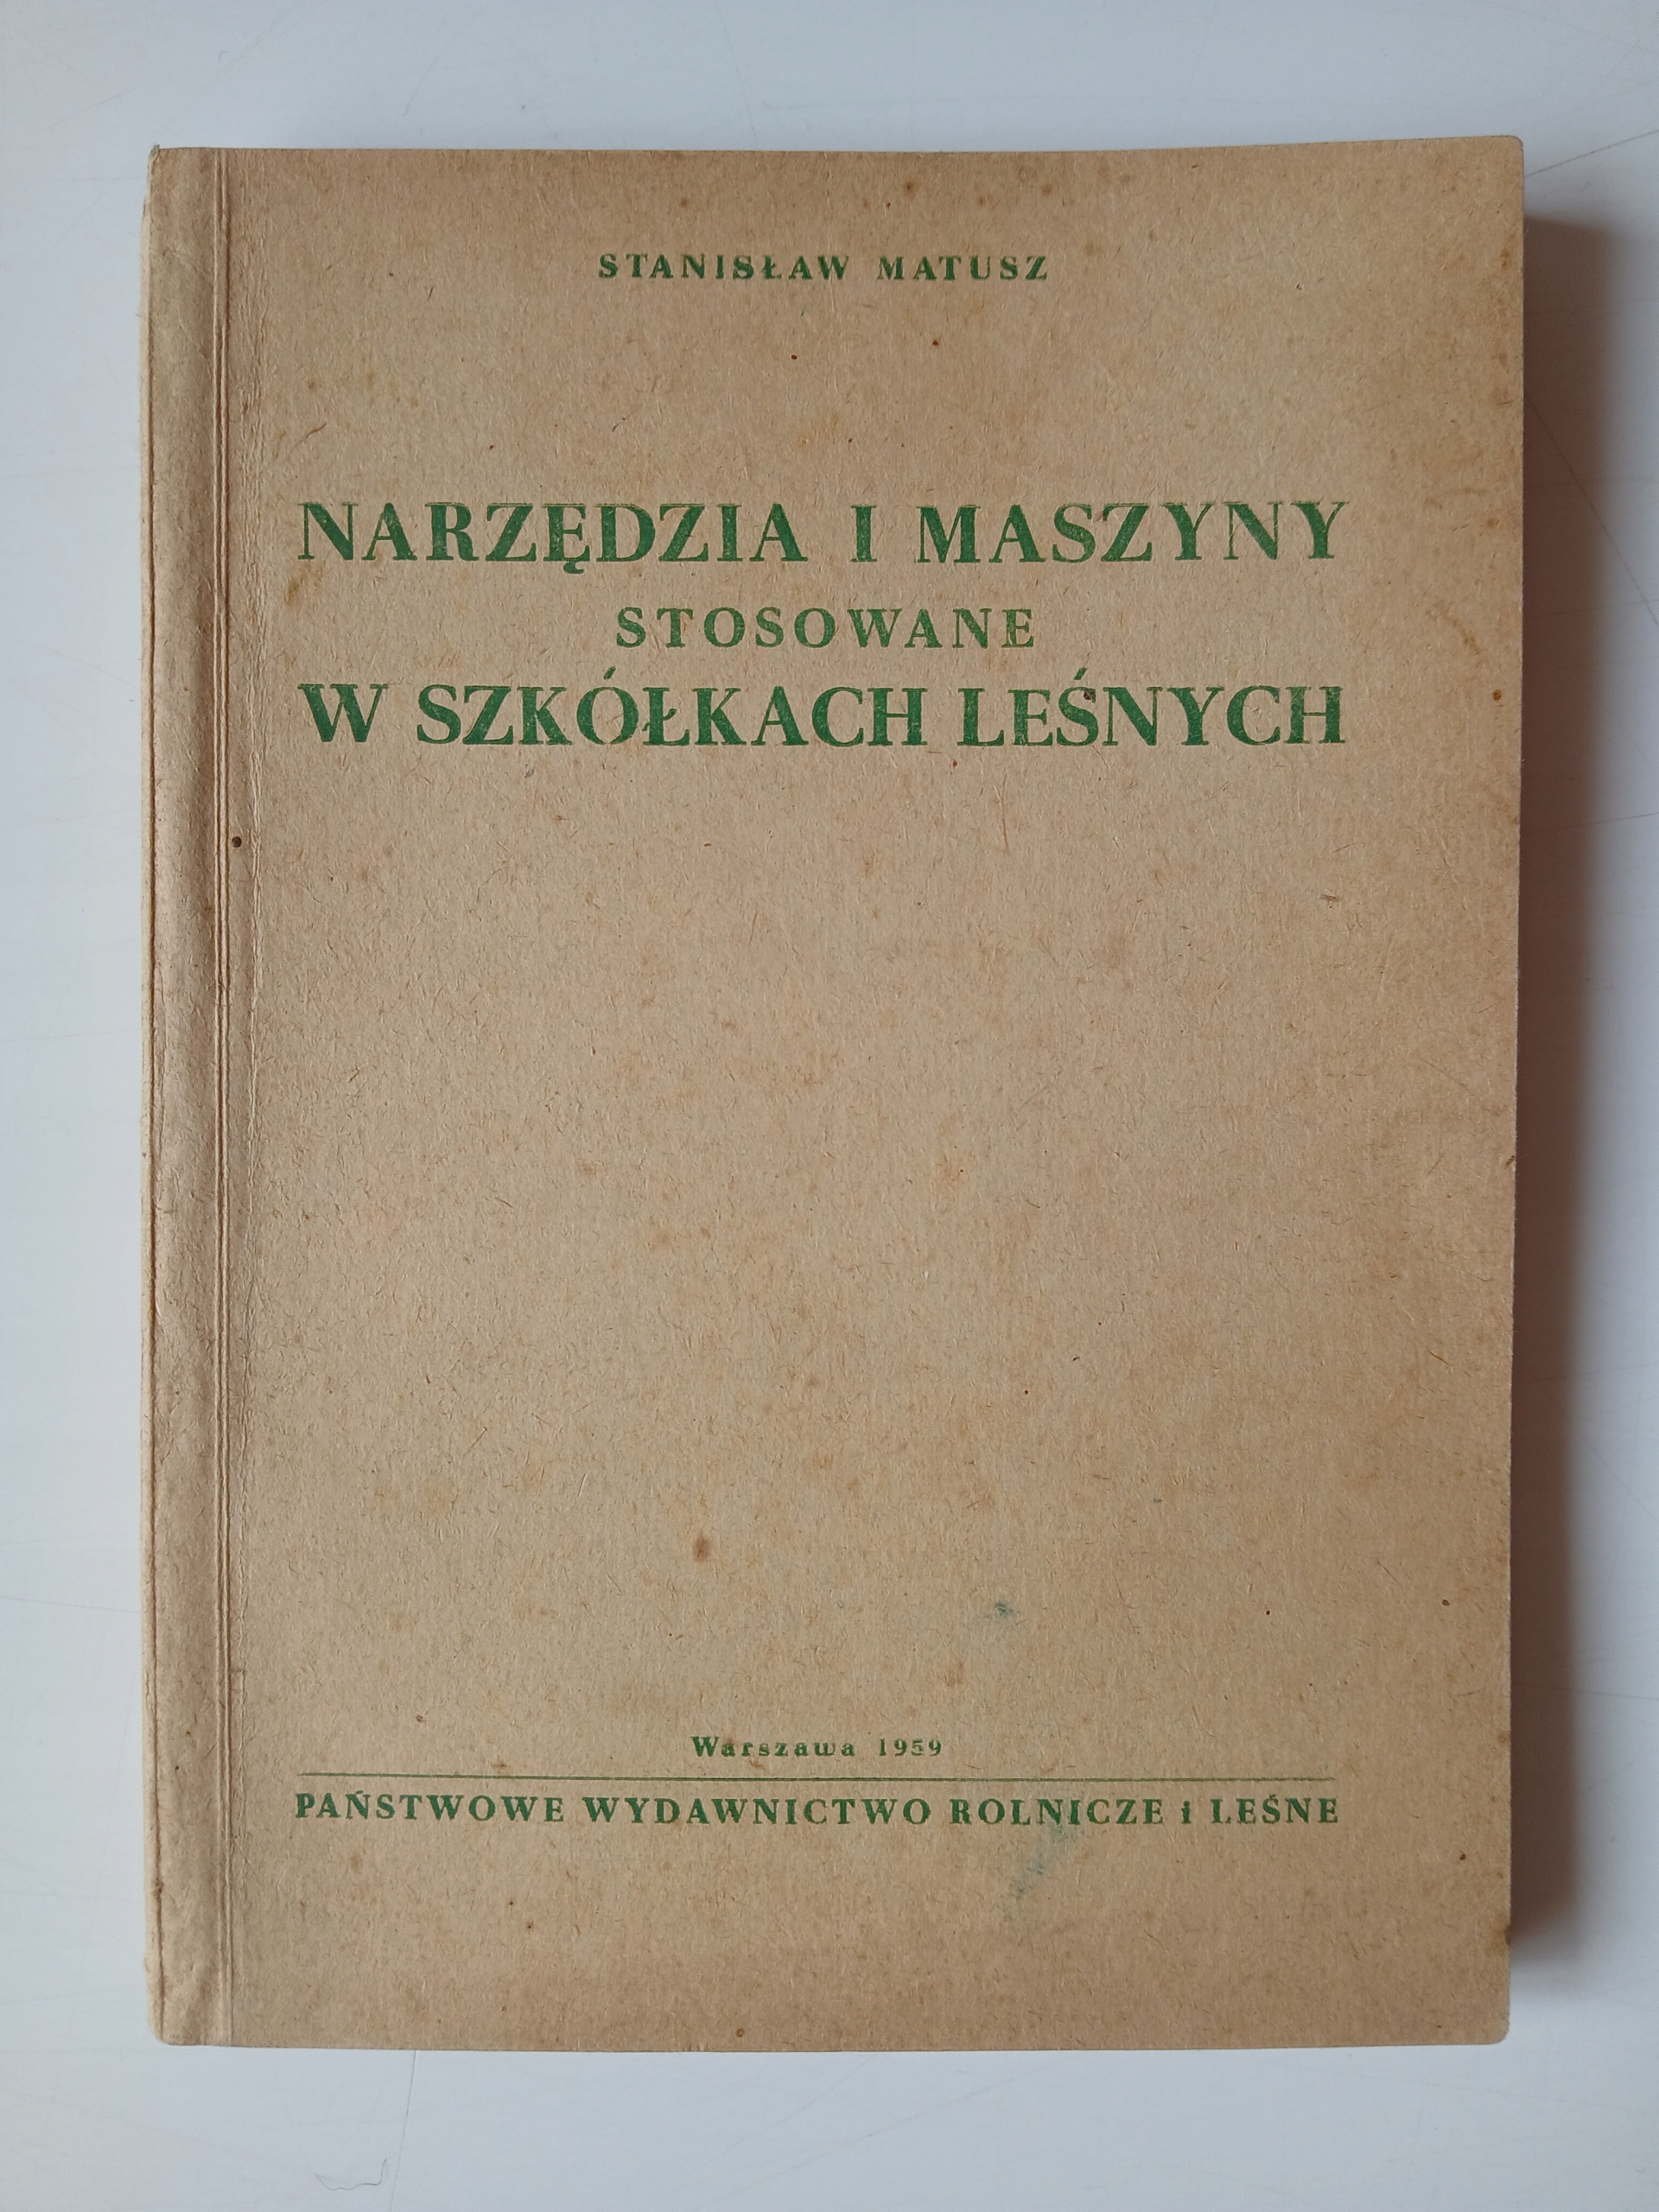 STANISŁAW MATUSZ
NARZĘDZIA I MASZYNY
STOSOWANE
W SZKÓŁKACH LEŚNYCH
Warszawa 1959
PAŃSTWOWE WYDAWNICTWO ROLNICZE i LEŚNE